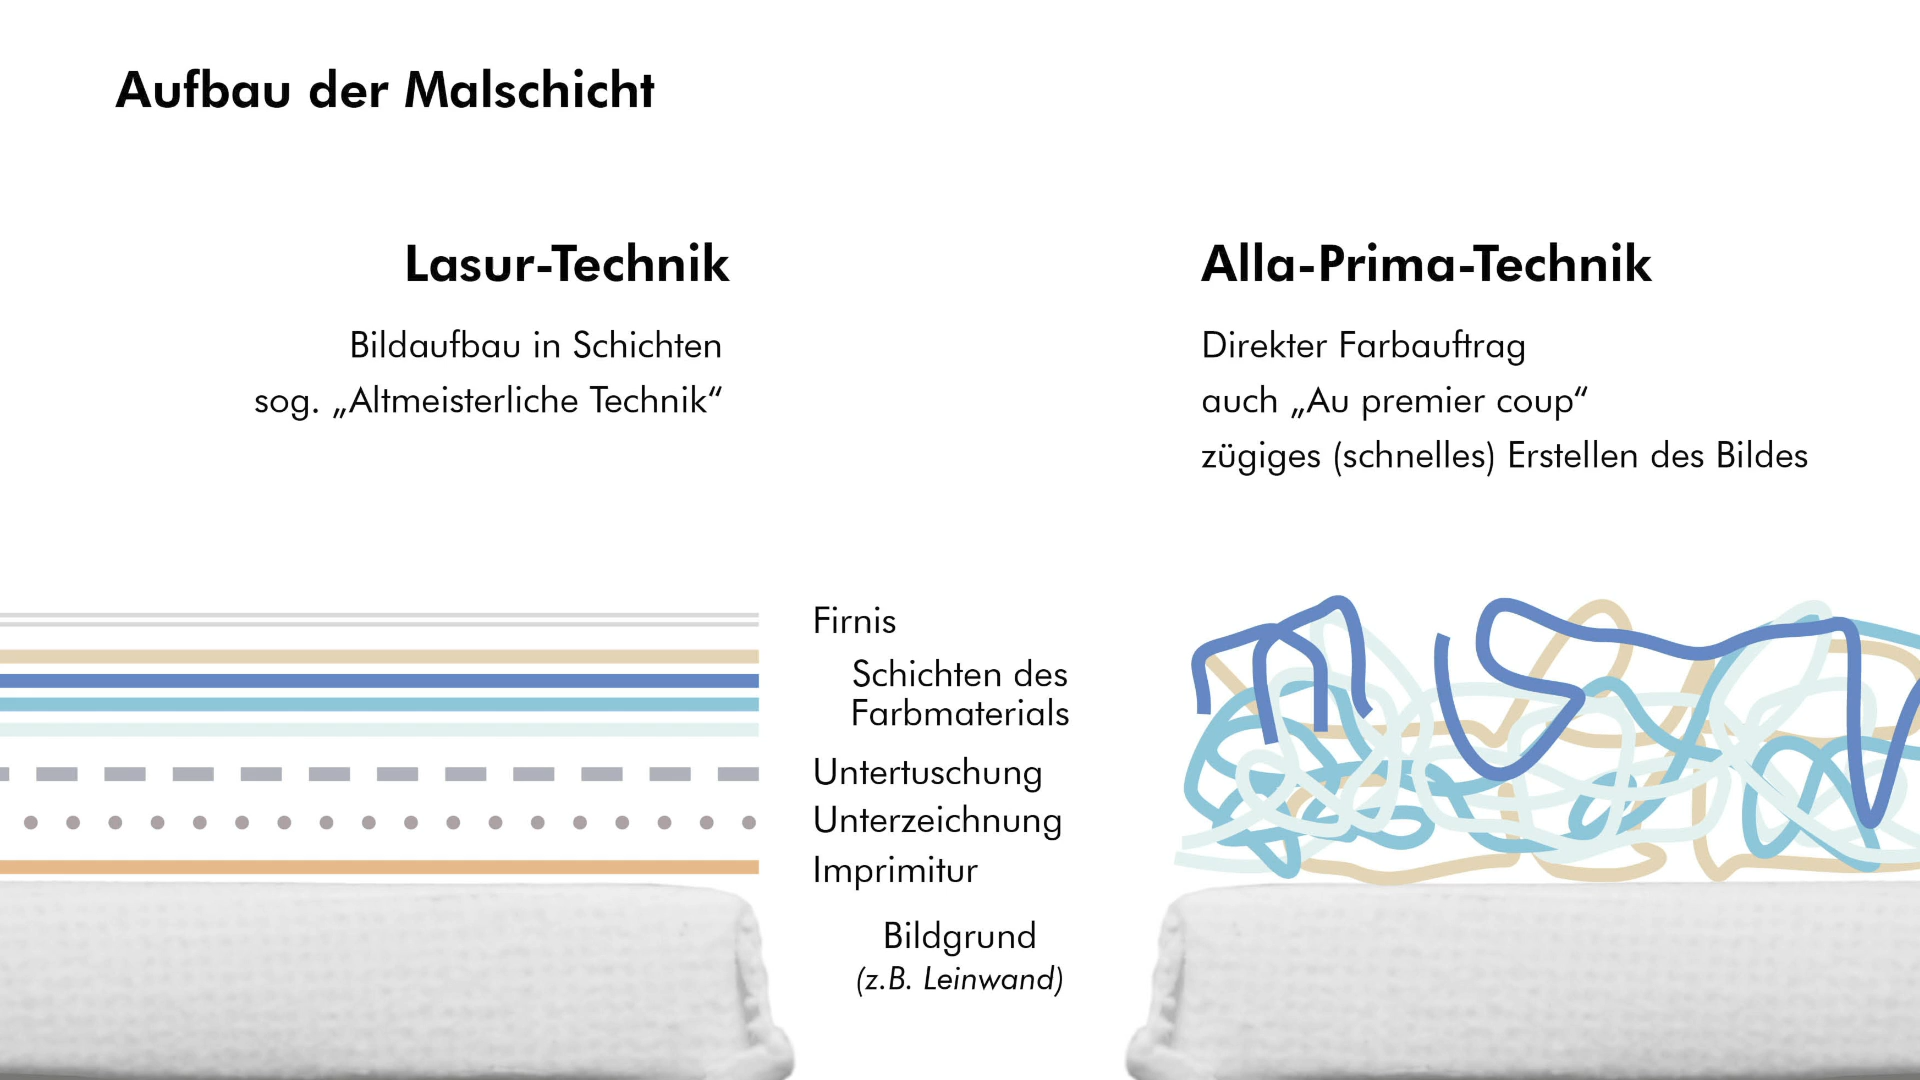 Aufbau der Malschicht
Lasur-Technik
Bildaufbau in Schichten
sog. „Altmeisterliche Technik“
Alla-Prima-Technik
Direkter Farbauftrag
auch „Au premier coup“
zügiges (schnelles) Erstellen des Bildes
Firnis
Schichten des
Farbmaterials
Untertuschung
Unterzeichnung
Imprimitur
Bildgrund
(z.B. Leinwand)